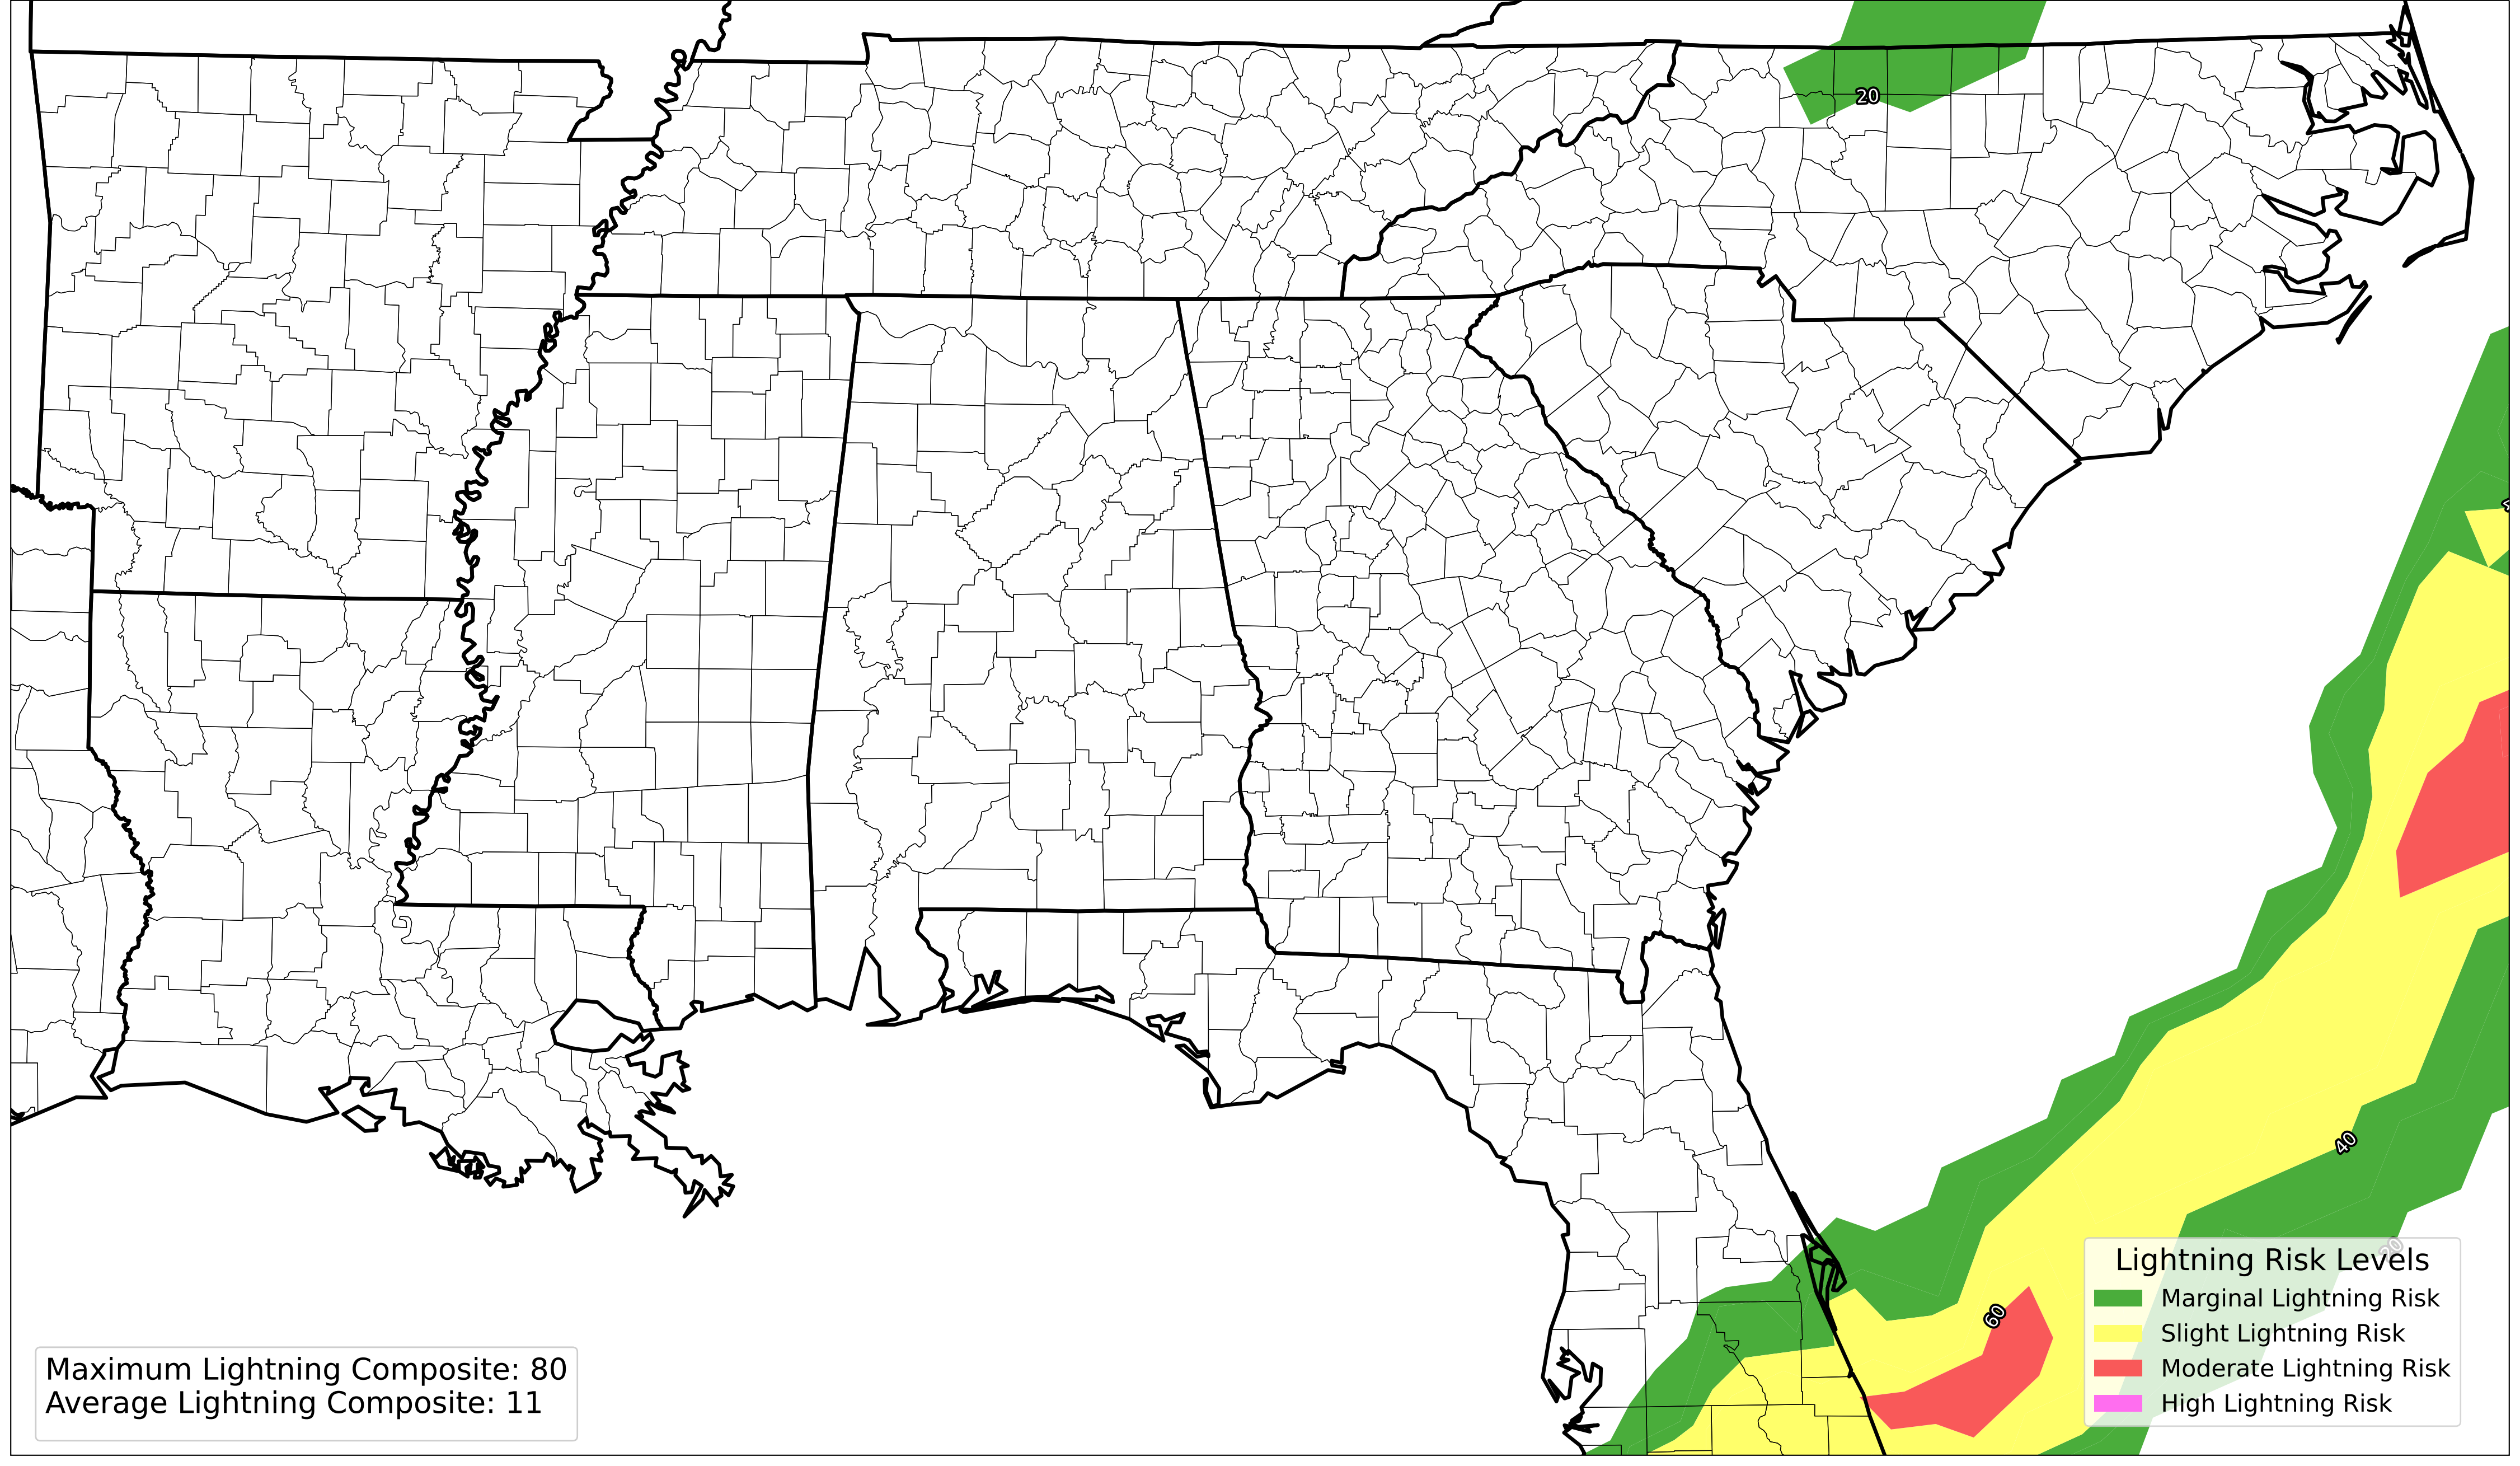 20
40
20
60
Lightning Risk Levels
Marginal Lightning Risk
Slight Lightning Risk
Moderate Lightning Risk
High Lightning Risk
Maximum Lightning Composite: 80
Average Lightning Composite: 11